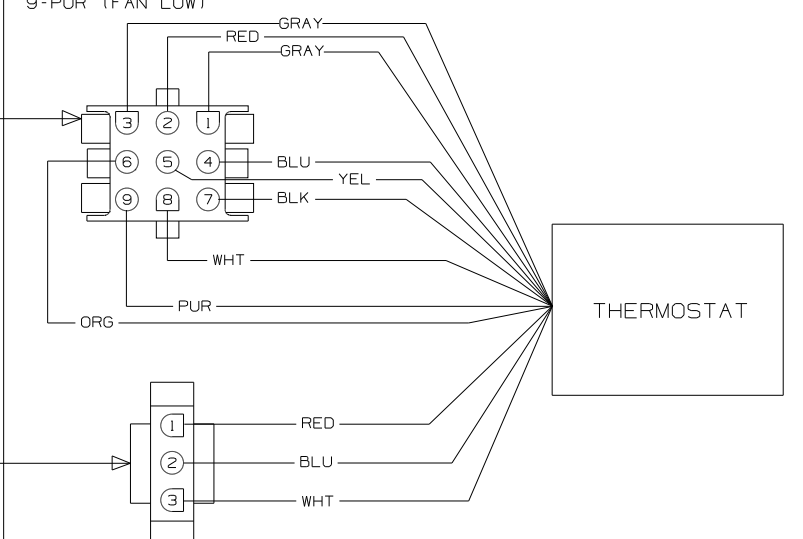 9-PUR (FAN LOW)
GRAY
RED
GRAY
3 2 1
6 5 4
BLU
YEL
9 8 7
BLK
WHT
PUR
ORG
THERMOSTAT
1
RED
2
BLU
3
WHT